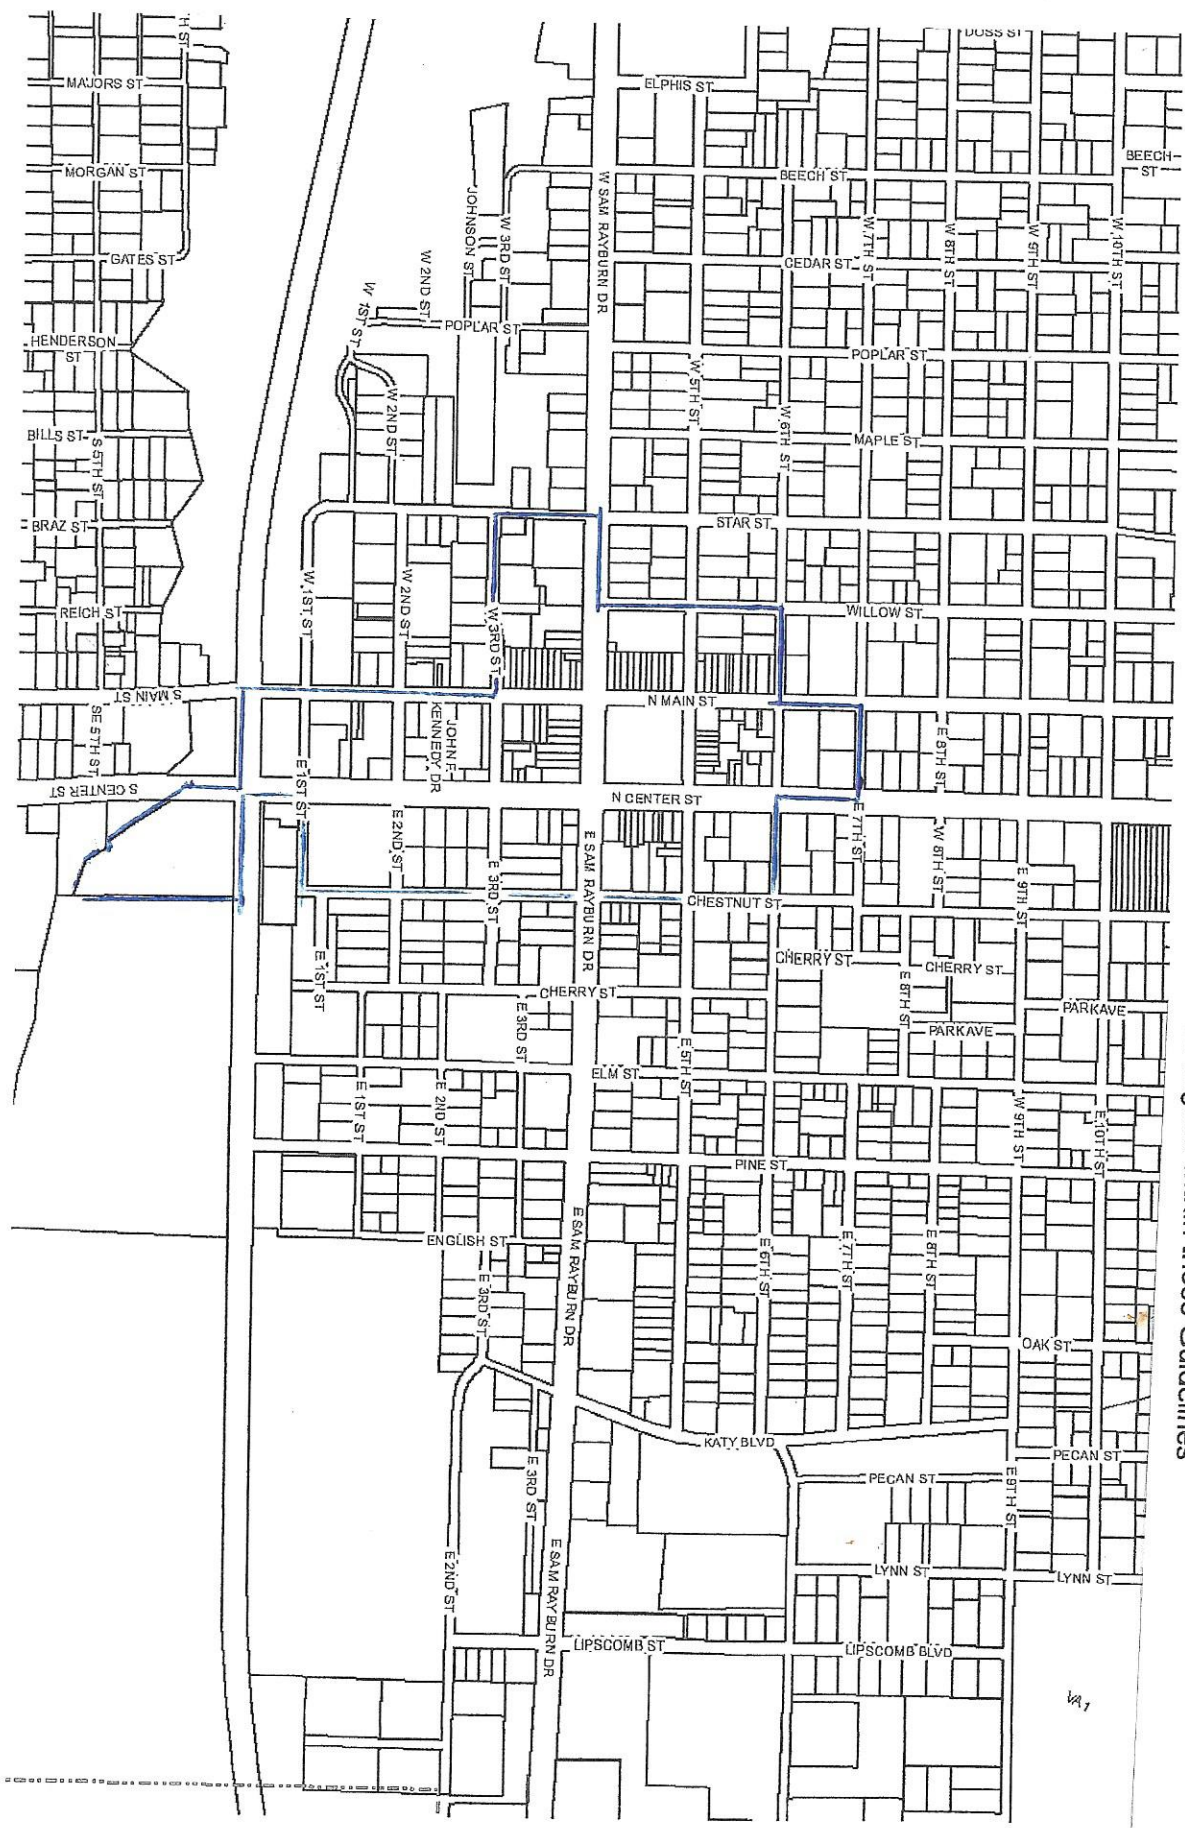 H ST
DOSS ST
MAJORS ST
ELPHIS ST
MORGAN ST
BEECH ST
BEECH
ST
JOHNSON ST
W 3RD ST
W SAM RAYBURN DR
W 7TH ST
W 8TH ST
W 9TH ST
W 10TH ST
GATES ST
CEDAR ST
W 2ND ST
W 1ST ST
POPLAR ST
HENDERSON
ST
POPLAR ST
W 5TH ST
W 2ND ST
W 6TH ST
BILLS ST
S 5TH ST
MAPLE ST
BRAZ ST
STAR ST
W 1ST ST
W 2ND ST
W 3RD ST
REICH ST
WILLOW ST
S MAIN ST
N MAIN ST
SE 5TH ST
JOHN F
KENNEDY DR
E 8TH ST
S CENTER ST
E 1ST ST
N CENTER ST
E 2ND ST
E 3RD ST
E SAM RAYBURN DR
E 7TH ST
W 8TH ST
E 9TH ST
CHESTNUT ST
E 1ST ST
CHERRY ST
CHERRY ST
E 8TH ST
CHERRY ST
E 3RD ST
PARKAVE
PARKAVE
E 5TH ST
ELM ST
E 1ST ST
E 2ND ST
W 9TH ST
E 10TH ST
PINE ST
E SAM RAYBURN DR
E 6TH ST
E 7TH ST
E 8TH ST
ENGLISH ST
E 3RD ST
Guidelines
OAK ST
KATY BLVD
PECAN ST
E 3RD ST
PECAN ST
E 9TH ST
E 2ND ST
E SAM RAYBURN DR
LYNN ST
LYNN ST
LIPSCOMB ST
LIPSCOMB BLVD